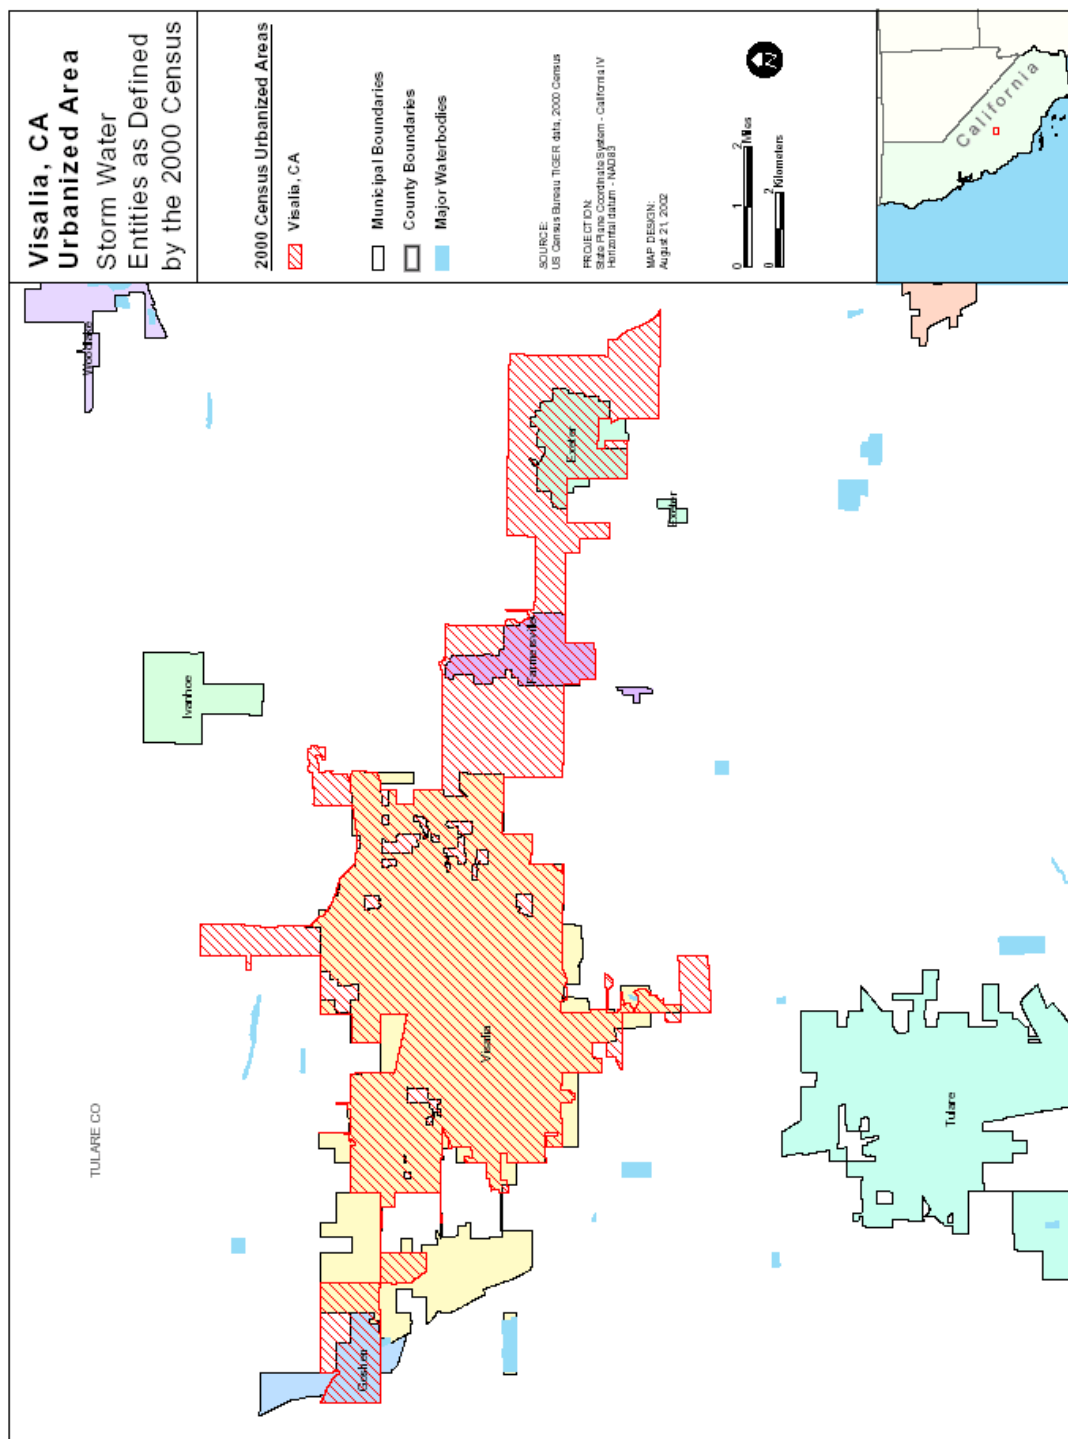 Visalia, CA
Urbanized Area
Storm Water
Entities as Defined
by the 2000 Census
2000 Census Urbanized Areas
Visalia, CA
Municipal Boundaries
County Boundaries
Major Waterbodies
SOURCE:
US Census Bureau TIGER data, 2000 Census
PROJECTION:
State Plane Coordinate System - California IV
Horizontal datum - NAD83
MAP DESIGN:
August 21, 2002
0 1 2
Miles
0 2
Kilometers
N
California
TULARE CO
Woodlake
Ivanhoe
Exeter
Exeter
Farmersville
Visalia
Goshen
Tulare